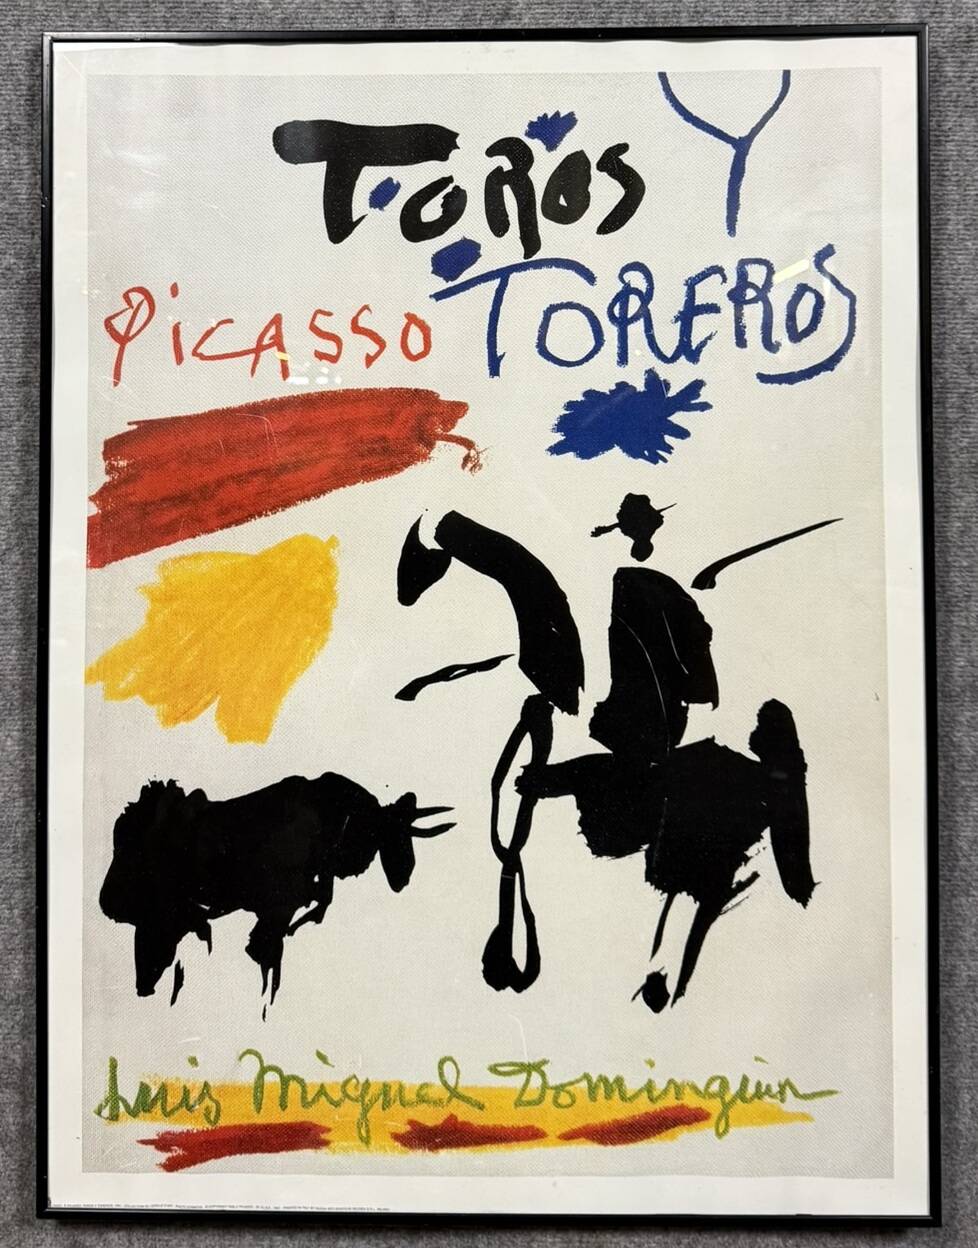 Toros Y
Picasso Toreros
Luis Miguel Dominguin